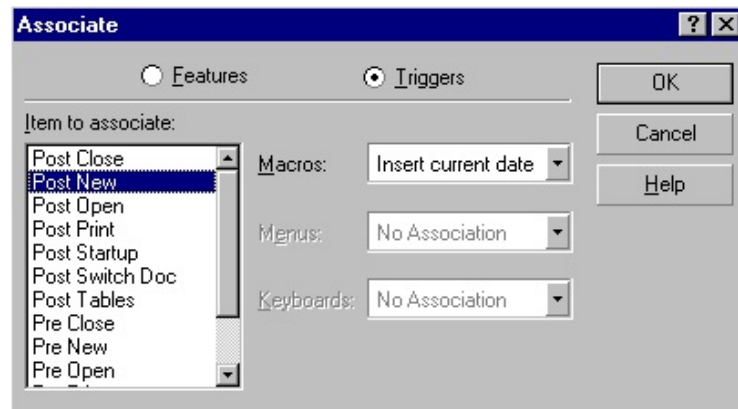 Associate
Features
Triggers
OK
Item to associate:
Cancel
Post Close
Macros:
Insert current date
Post New
Help
Post Open
Post Print
Menus:
No Association
Post Startup
Post Switch Doc
Post Tables
Keyboards:
No Association
Pre Close
Pre New
Pre Open